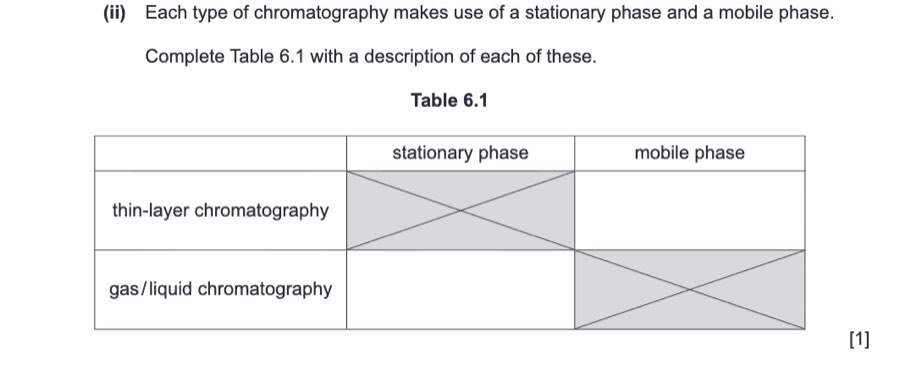 (ii) Each type of chromatography makes use of a stationary phase and a mobile phase.
Complete Table 6.1 with a description of each of these.
Table 6.1
stationary phase mobile phase
thin-layer chromatography
gas/liquid chromatography
[1]